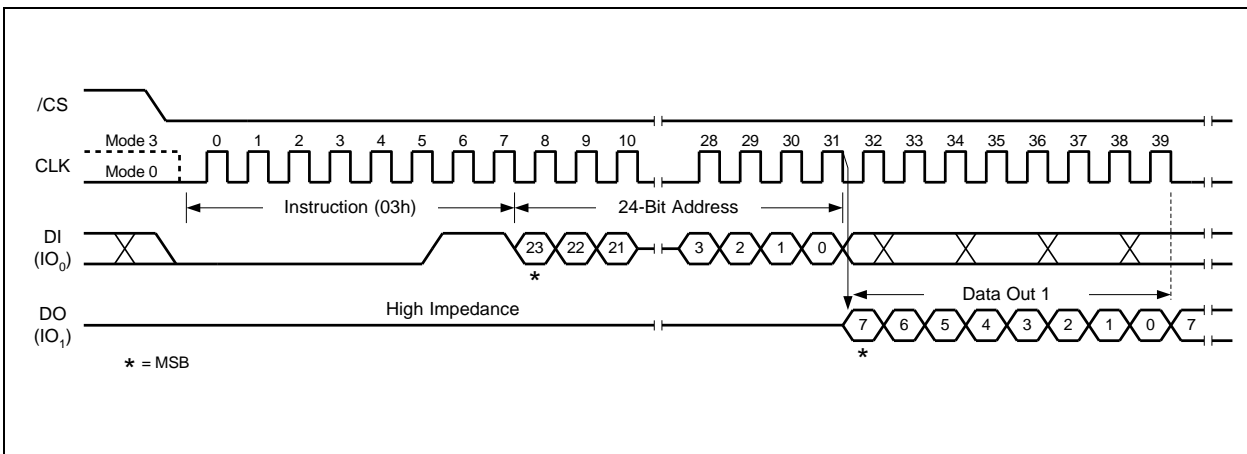 /CS
Mode 3 0 1 2 3 4 5 6 7 8 9 10 28 29 30 31 32 33 34 35 36 37 38 39
CLK
Mode 0
Instruction (03h) 24-Bit Address
DI
(IO0)
23 22 21 3 2 1 0
*
Data Out 1
High Impedance
DO
(IO1)
7 6 5 4 3 2 1 0 7
*
* = MSB